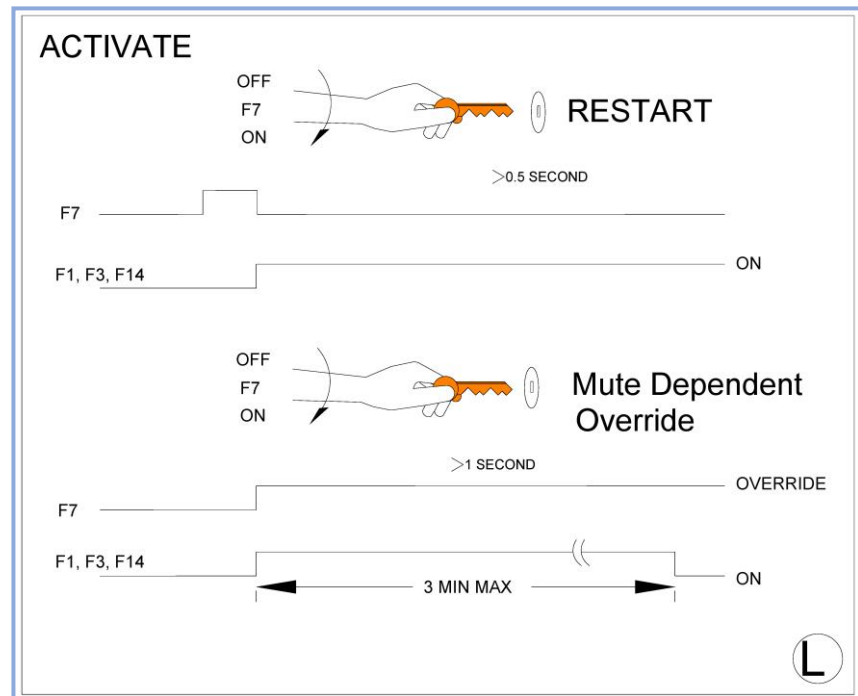 ACTIVATE
OFF
F7
ON
RESTART
>0.5 SECOND
F7
F1, F3, F14
ON
OFF
F7
ON
Mute Dependent
Override
>1 SECOND
OVERRIDE
F7
F1, F3, F14
3 MIN MAX
ON
L